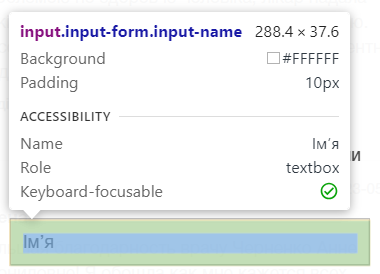 input.input-form.input-name 288.4 × 37.6
Background #FFFFFF
Padding 10px
ACCESSIBILITY
Name Ім'я
Role textbox
Keyboard-focusable
Ім'я